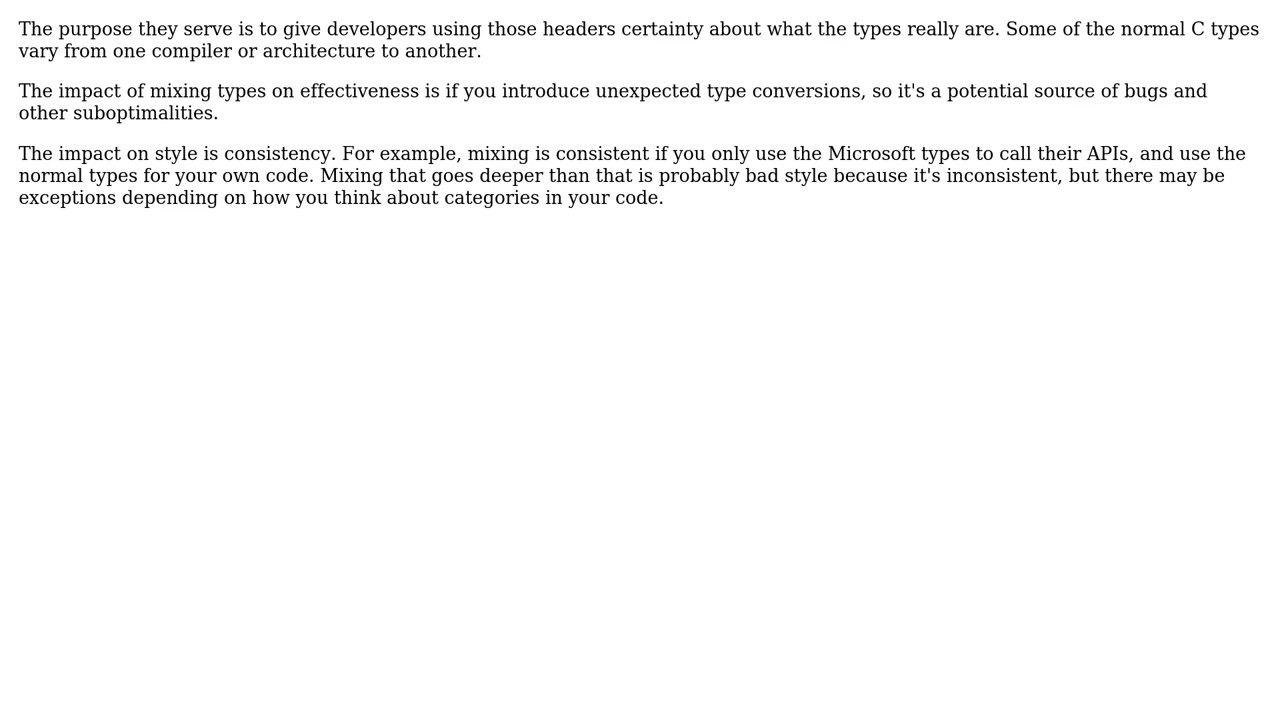 The purpose they serve is to give developers using those headers certainty about what the types really are. Some of the normal C types
vary from one compiler or architecture to another.
The impact of mixing types on effectiveness is if you introduce unexpected type conversions, so it's a potential source of bugs and
other suboptimalities.
The impact on style is consistency. For example, mixing is consistent if you only use the Microsoft types to call their APIs, and use the
normal types for your own code. Mixing that goes deeper than that is probably bad style because it's inconsistent, but there may be
exceptions depending on how you think about categories in your code.